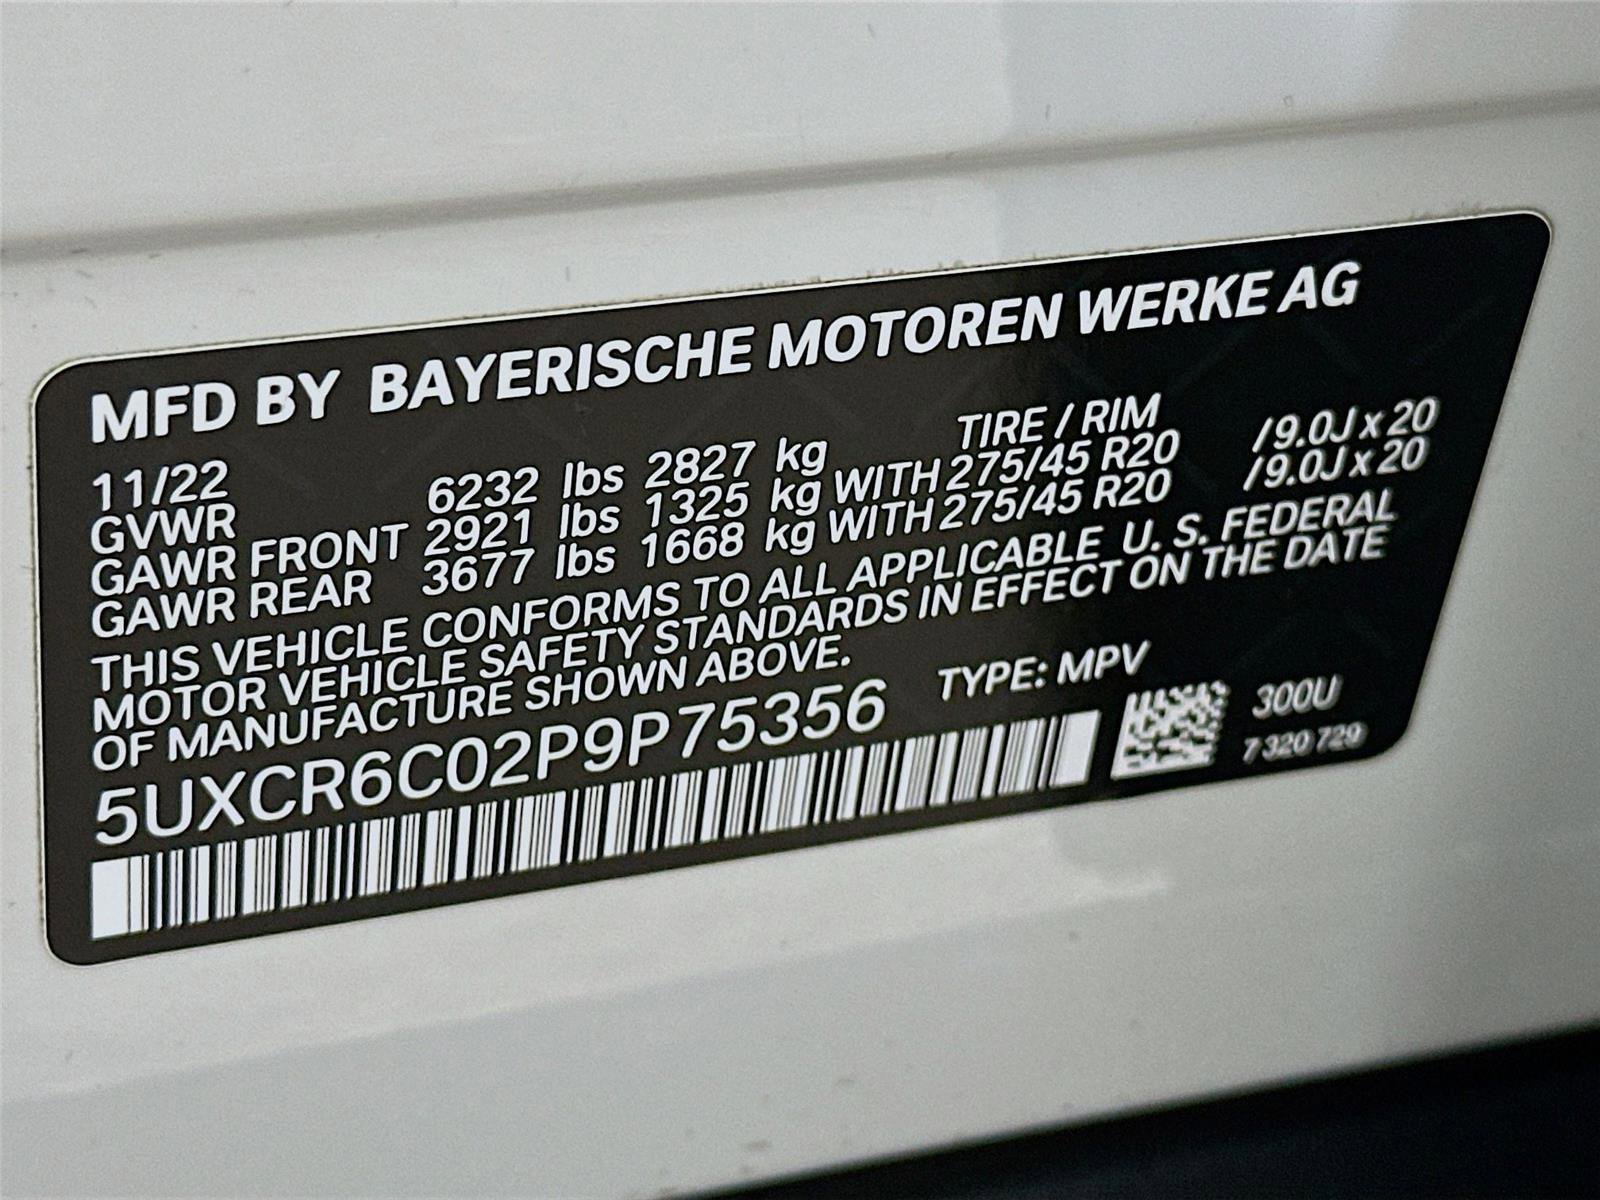 MFD BY BAYERISCHE MOTOREN WERKE AG
11/22 TIRE / RIM
GVWR 6232 lbs 2827 kg
GAWR FRONT 2921 lbs 1325 kg WITH 275/45 R20 /9.0J x 20
GAWR REAR 3677 lbs 1668 kg WITH 275/45 R20 /9.0J x 20
THIS VEHICLE CONFORMS TO ALL APPLICABLE U. S. FEDERAL
MOTOR VEHICLE SAFETY STANDARDS IN EFFECT ON THE DATE
OF MANUFACTURE SHOWN ABOVE.
5UXCR6C02P9P75356 TYPE: MPV
300U
7 320 729